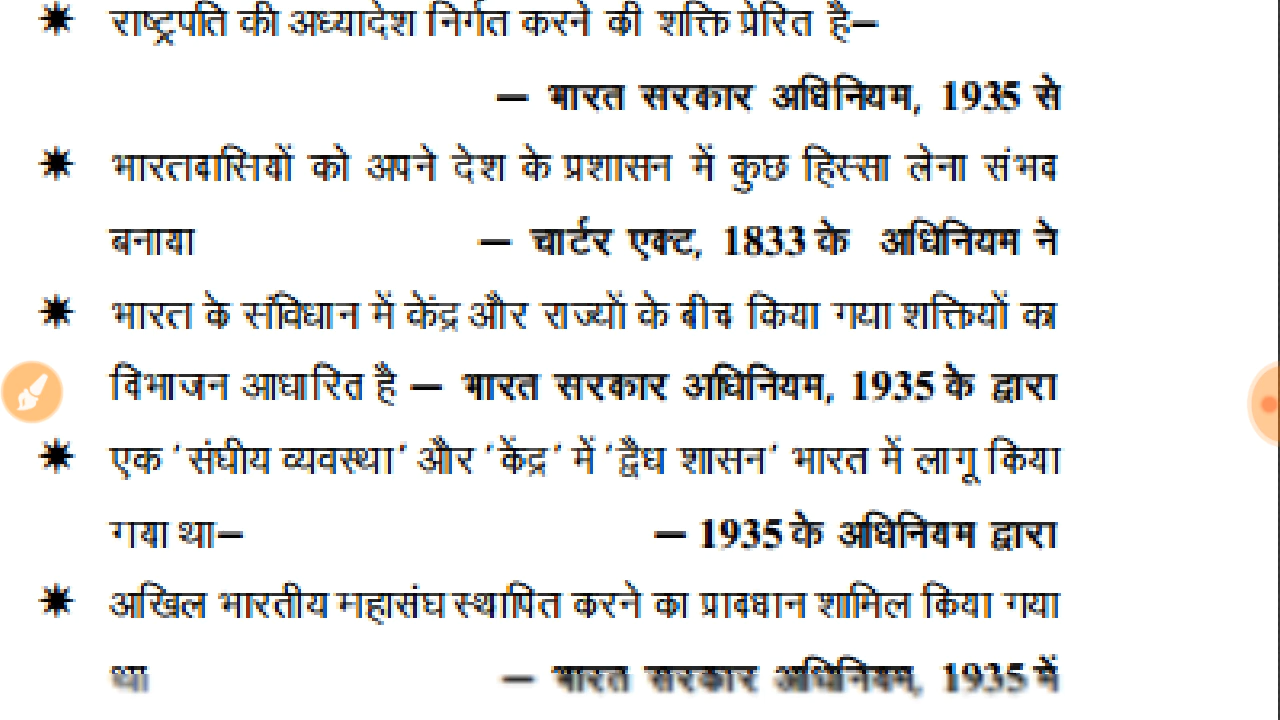 ✷ राष्ट्रपति की अध्यादेश निर्गत करने की शक्ति प्रेरित है–
– भारत सरकार अधिनियम, 1935 से
✷ भारतवासियों को अपने देश के प्रशासन में कुछ हिस्सा लेना संभव
बनाया – चार्टर एक्ट, 1833 के अधिनियम ने
✷ भारत के संविधान में केंद्र और राज्यों के बीच किया गया शक्तियों का
विभाजन आधारित है – भारत सरकार अधिनियम, 1935 के द्वारा
✷ एक ‘संघीय व्यवस्था’ और ‘केंद्र’ में ‘द्वैध शासन’ भारत में लागू किया
गया था– – 1935 के अधिनियम द्वारा
✷ अखिल भारतीय महासंघ स्थापित करने का प्रावधान शामिल किया गया
था – भारत सरकार अधिनियम, 1935 में